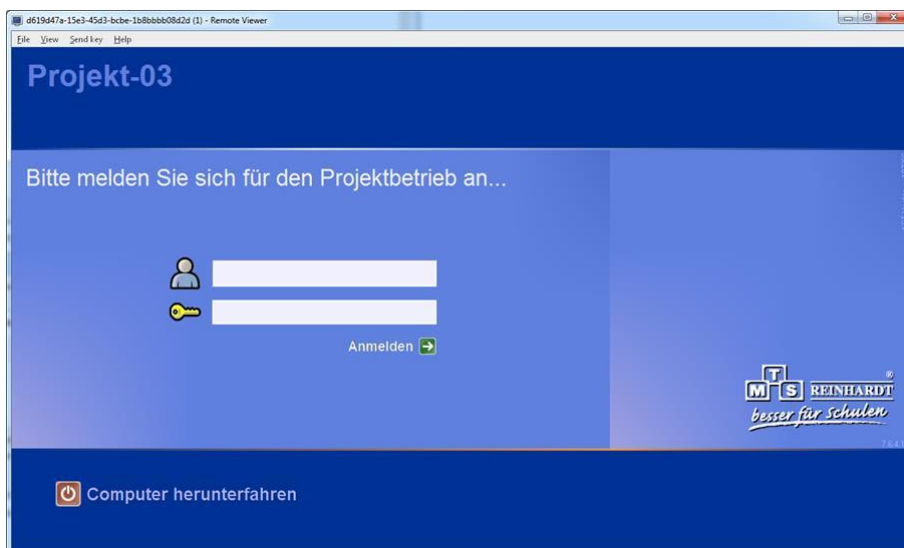 d619d47a-15e3-45d3-bcbe-1b8bbbb08d2d (1) - Remote Viewer
File View Send key Help
Projekt-03
Bitte melden Sie sich für den Projektbetrieb an...
Anmelden
MTS REINHARDT ®
besser für Schulen
Computer herunterfahren